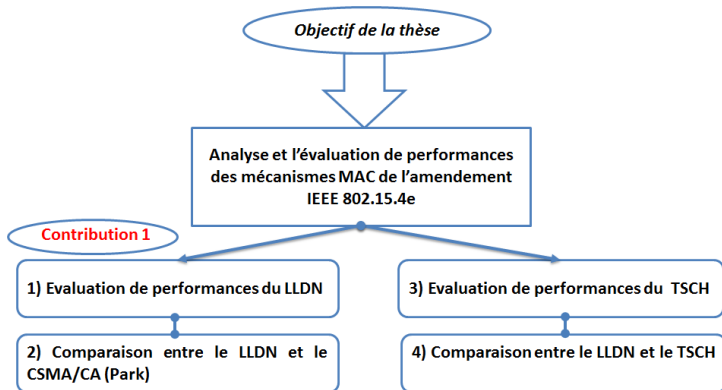 Objectif de la thèse
Analyse et l’évaluation de performances
des mécanismes MAC de l’amendement
IEEE 802.15.4e
Contribution 1
1) Evaluation de performances du LLDN
2) Comparaison entre le LLDN et le
CSMA/CA (Park)
3) Evaluation de performances du TSCH
4) Comparaison entre le LLDN et le TSCH